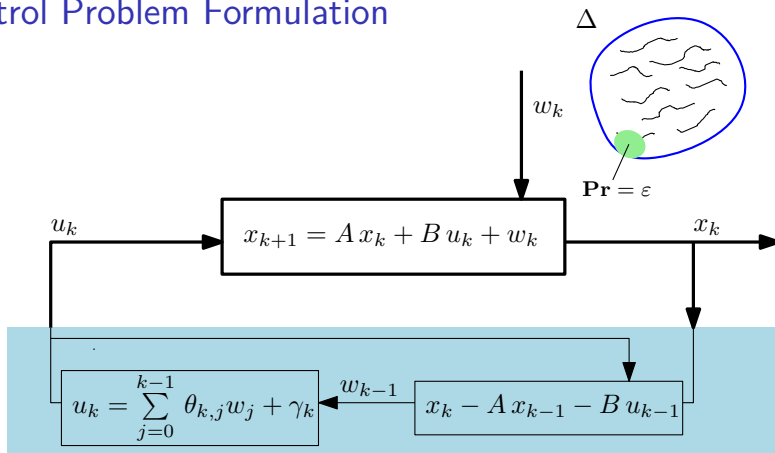 trol Problem Formulation
Δ
w_k
Pr = ε
u_k
x_{k+1} = A x_k + B u_k + w_k
x_k
u_k = \sum_{j=0}^{k-1} θ_{k,j} w_j + γ_k
w_{k-1}
x_k − A x_{k-1} − B u_{k-1}